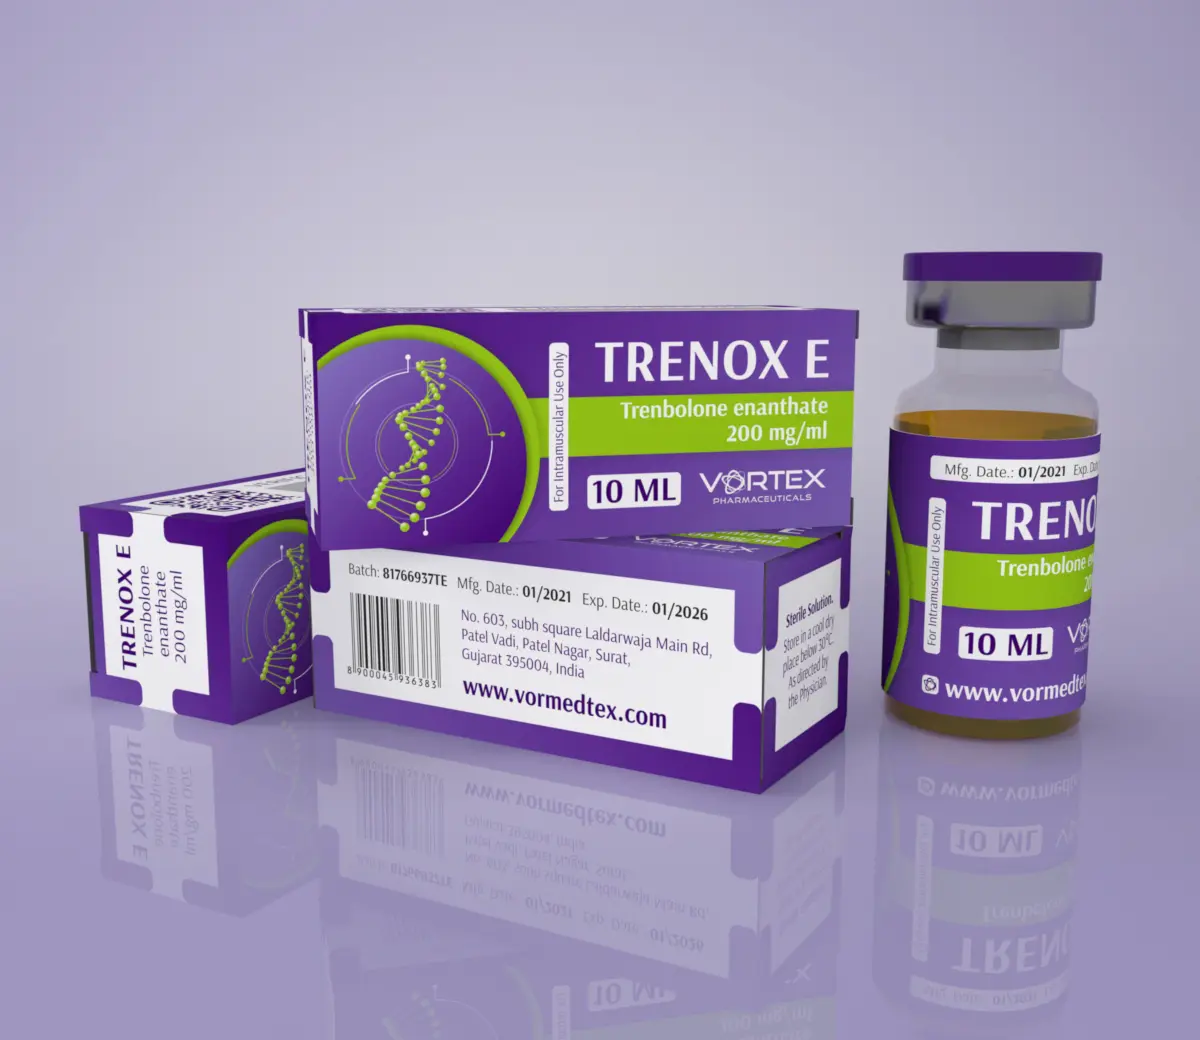 TRENOX E
Trenbolone enanthate
200 mg/ml
For Intramuscular Use Only
10 ML
VORTEX
PHARMACEUTICALS
TRENOX E
Trenbolone
enanthate
200 mg/ml
VORTEX
Batch: 81766937TE Mfg. Date.: 01/2021 Exp. Date.: 01/2026
No. 603, subh square Laldarwaja Main Rd,
Patel Vadi, Patel Nagar, Surat,
Gujarat 395004, India
8 900045 936383
www.vormedtex.com
Sterile Solution.
Store in a cool dry
place below 30°C.
As directed by
the Physician.
Mfg. Date.: 01/2021 Exp. Da
TRENO
Trenbolone e
20
For Intramuscular Use Only
10 ML
www.vormedte